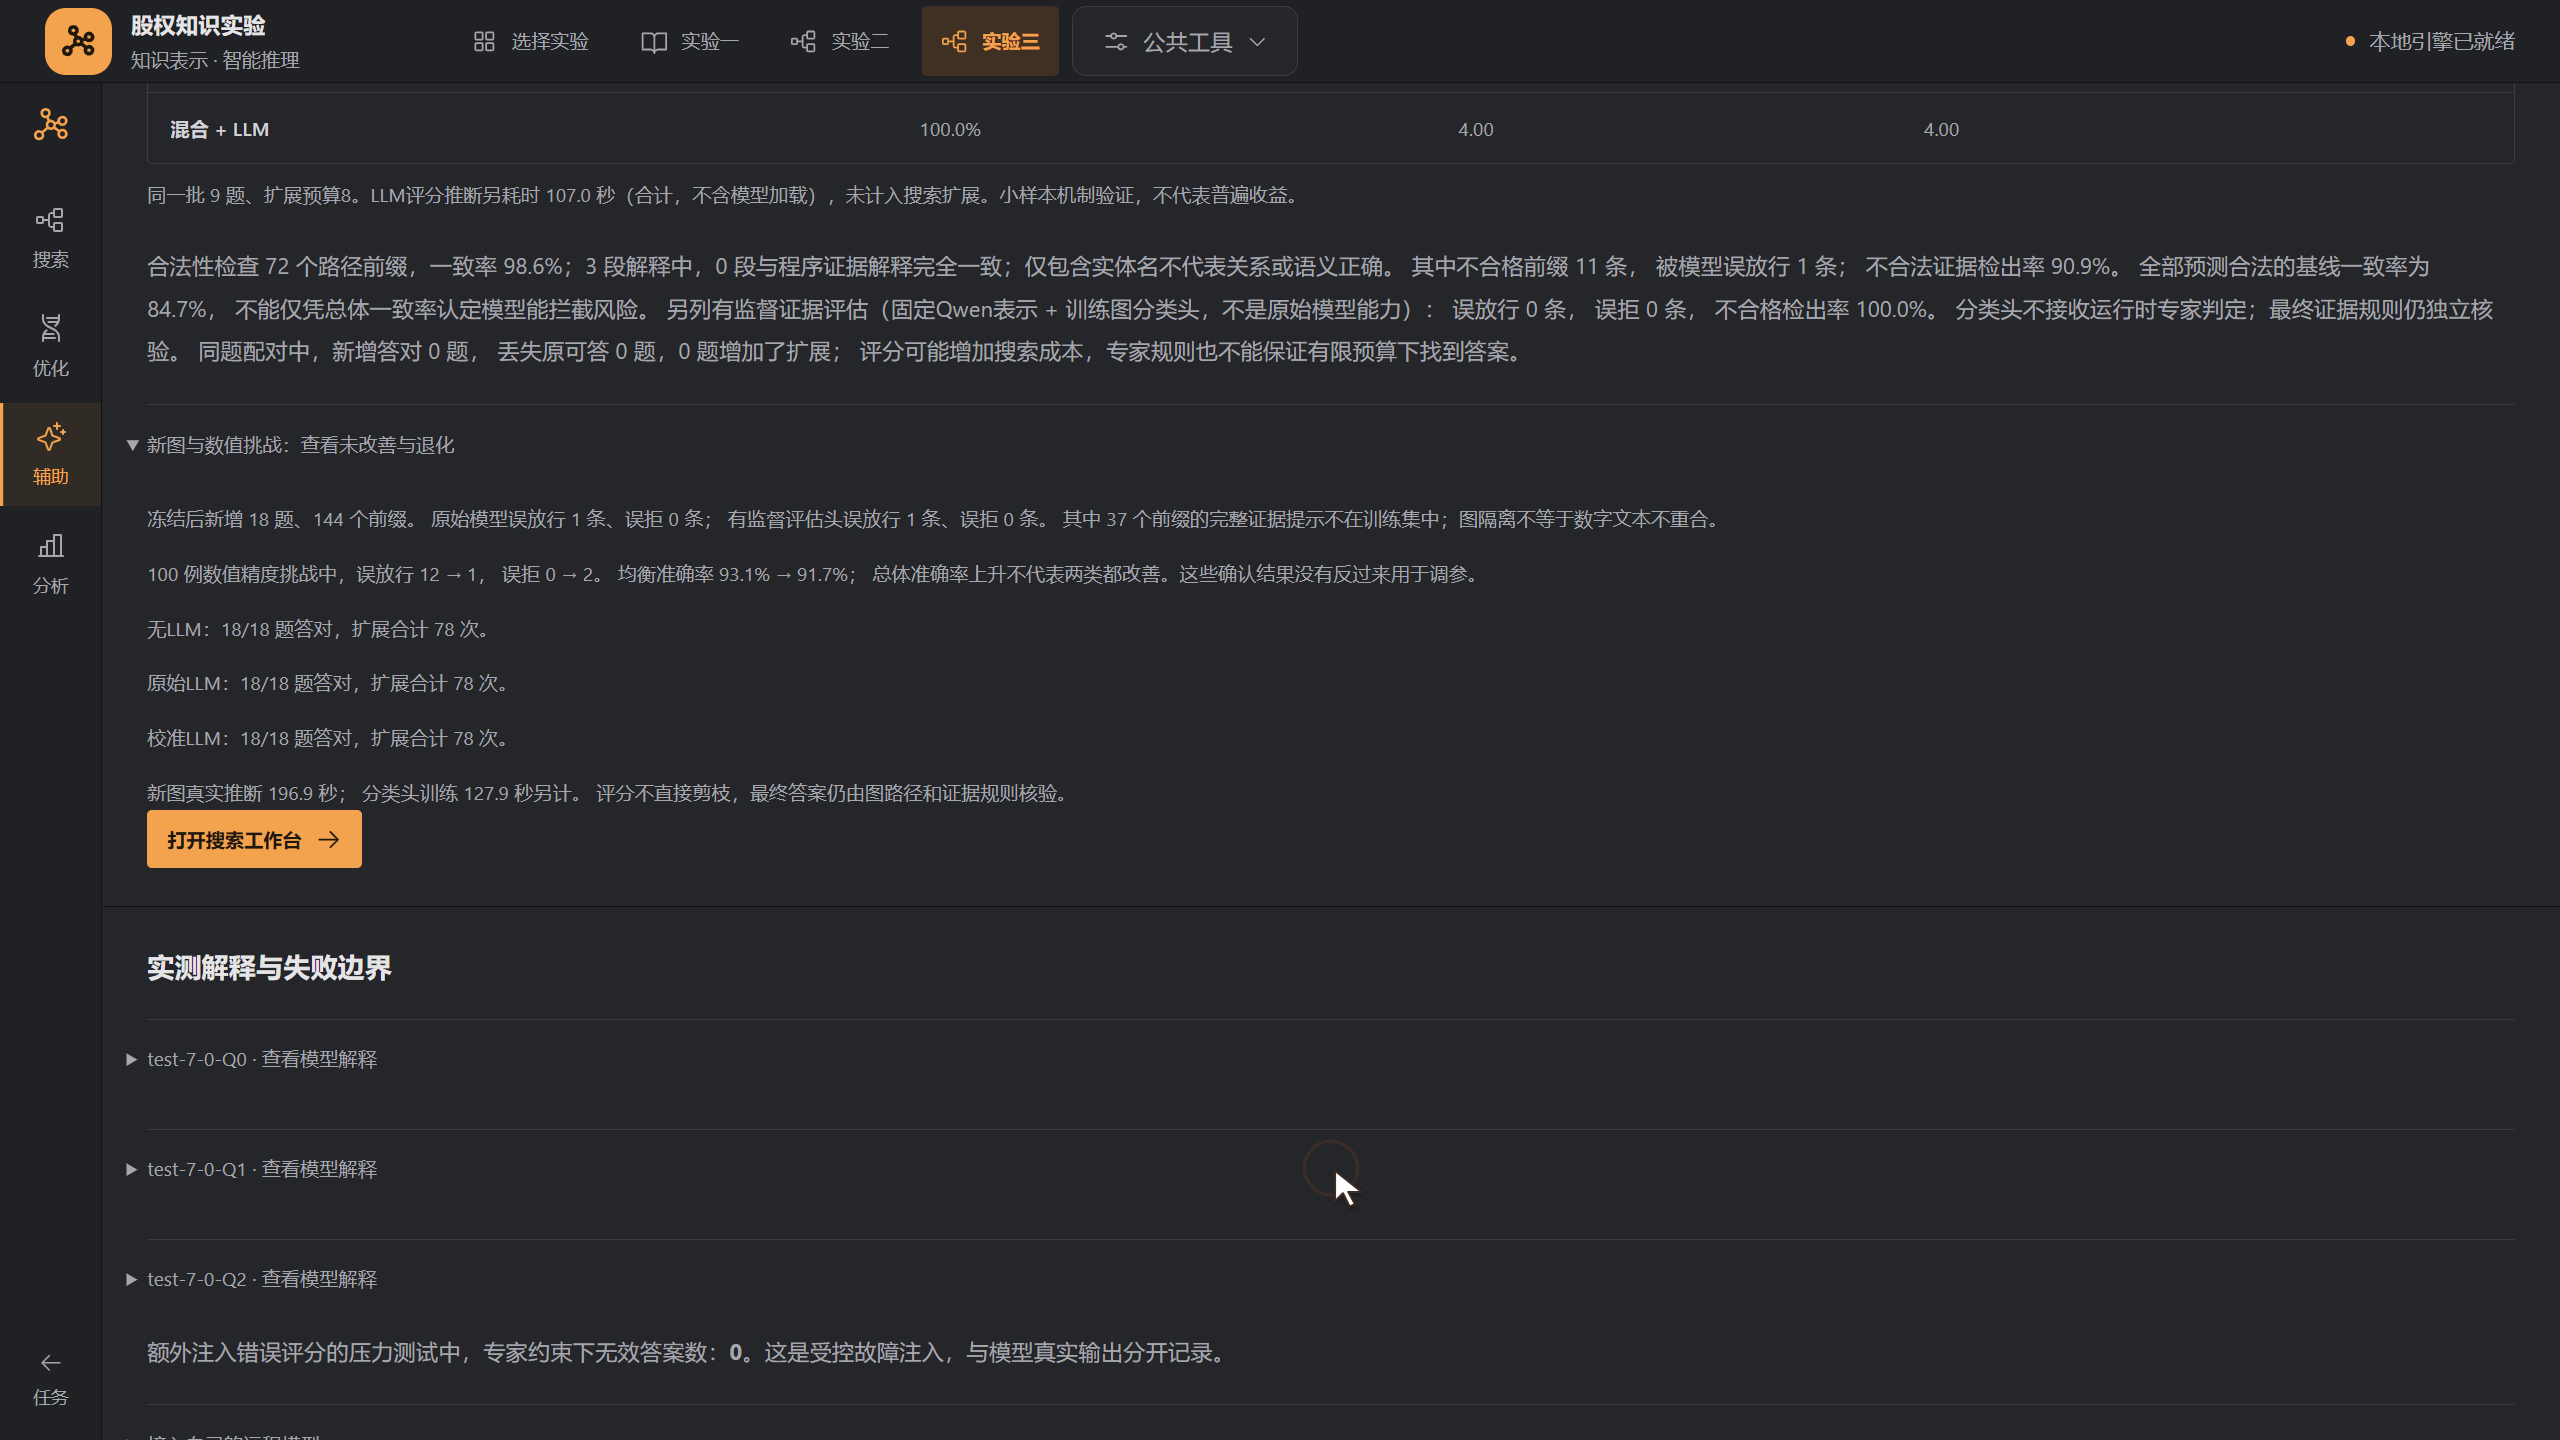 股权知识实验
知识表示 · 智能推理
选择实验
实验一
实验二
实验三
公共工具
本地引擎已就绪
搜索
优化
辅助
分析
任务
混合 + LLM 100.0% 4.00 4.00
同一批 9 题、扩展预算8。LLM评分推断另耗时 107.0 秒（合计，不含模型加载），未计入搜索扩展。小样本机制验证，不代表普遍收益。
合法性检查 72 个路径前缀，一致率 98.6%；3 段解释中，0 段与程序证据解释完全一致；仅包含实体名不代表关系或语义正确。 其中不合格前缀 11 条， 被模型误放行 1 条； 不合法证据检出率 90.9%。 全部预测合法的基线一致率为
84.7%， 不能仅凭总体一致率认定模型能拦截风险。 另列有监督证据评估（固定Qwen表示 + 训练图分类头，不是原始模型能力）： 误放行 0 条， 误拒 0 条， 不合格检出率 100.0%。 分类头不接收运行时专家判定；最终证据规则仍独立核
验。 同题配对中，新增答对 0 题， 丢失原可答 0 题，0 题增加了扩展； 评分可能增加搜索成本，专家规则也不能保证有限预算下找到答案。
新图与数值挑战：查看未改善与退化
冻结后新增 18 题、144 个前缀。 原始模型误放行 1 条、误拒 0 条； 有监督评估头误放行 1 条、误拒 0 条。 其中 37 个前缀的完整证据提示不在训练集中；图隔离不等于数字文本不重合。
100 例数值精度挑战中，误放行 12 → 1， 误拒 0 → 2。 均衡准确率 93.1% → 91.7%； 总体准确率上升不代表两类都改善。这些确认结果没有反过来用于调参。
无LLM：18/18 题答对，扩展合计 78 次。
原始LLM：18/18 题答对，扩展合计 78 次。
校准LLM：18/18 题答对，扩展合计 78 次。
新图真实推断 196.9 秒； 分类头训练 127.9 秒另计。 评分不直接剪枝，最终答案仍由图路径和证据规则核验。
打开搜索工作台 →
实测解释与失败边界
test-7-0-Q0 · 查看模型解释
test-7-0-Q1 · 查看模型解释
test-7-0-Q2 · 查看模型解释
额外注入错误评分的压力测试中，专家约束下无效答案数：0。这是受控故障注入，与模型真实输出分开记录。